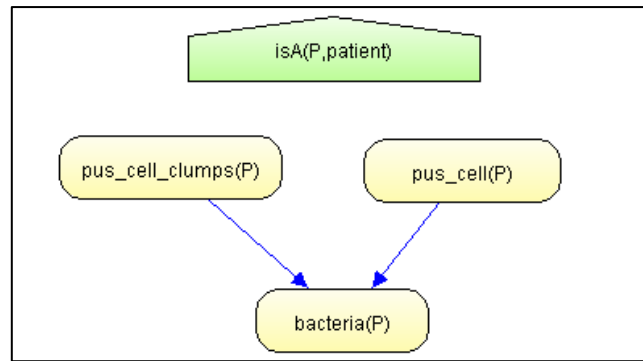 isA(P,patient)
pus_cell_clumps(P)
pus_cell(P)
bacteria(P)